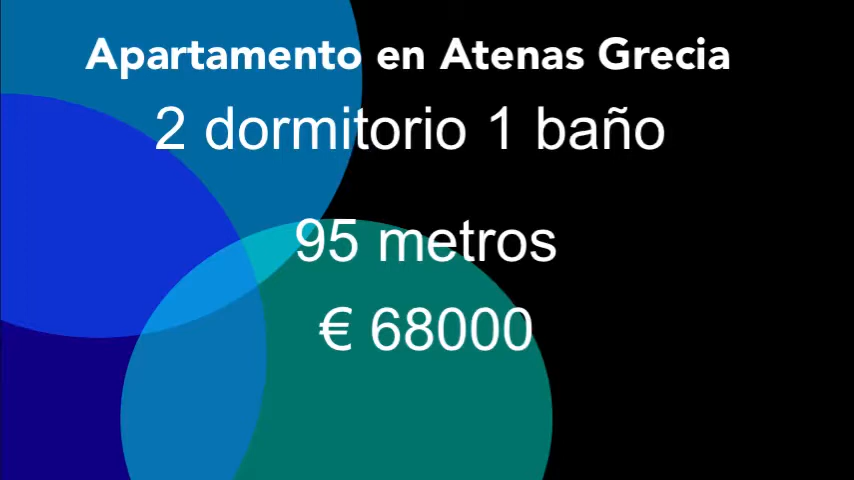 Apartamento en Atenas Grecia
2 dormitorio 1 baño
95 metros
€ 68000